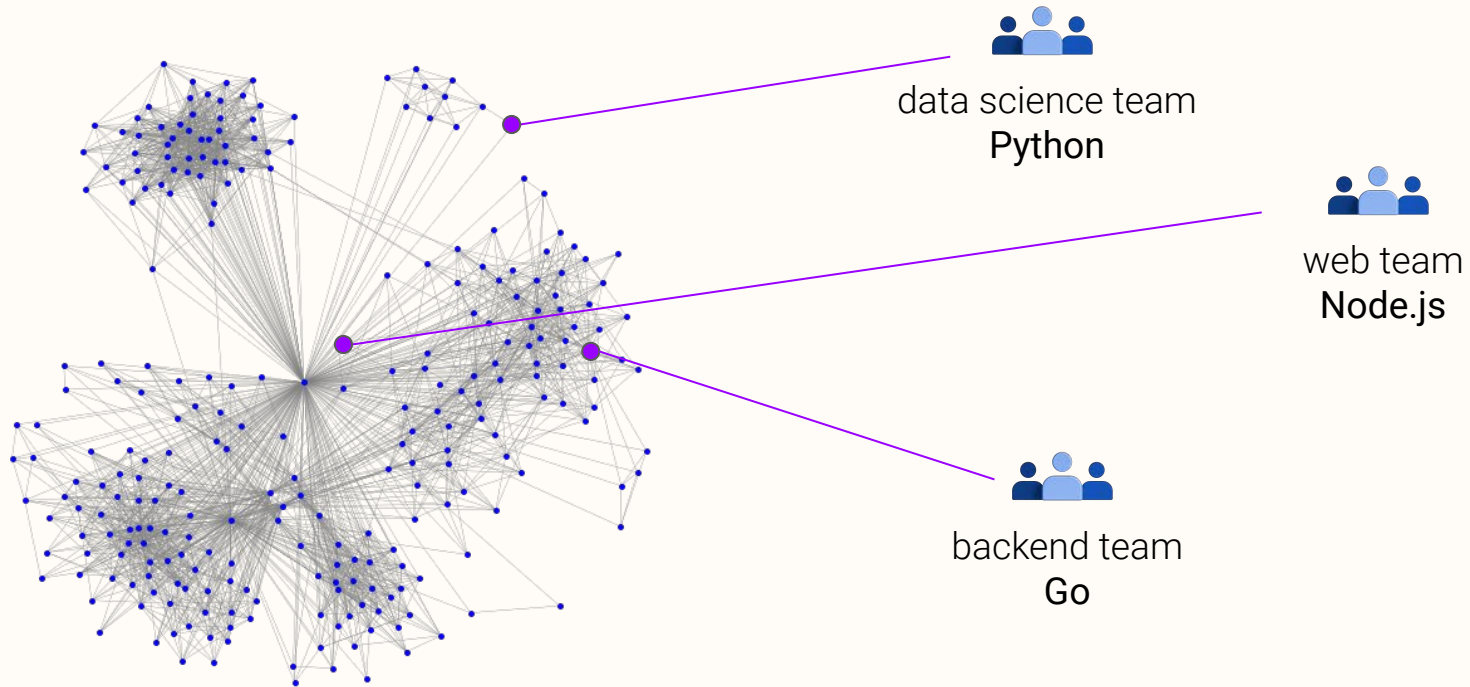 data science team
Python
web team
Node.js
backend team
Go